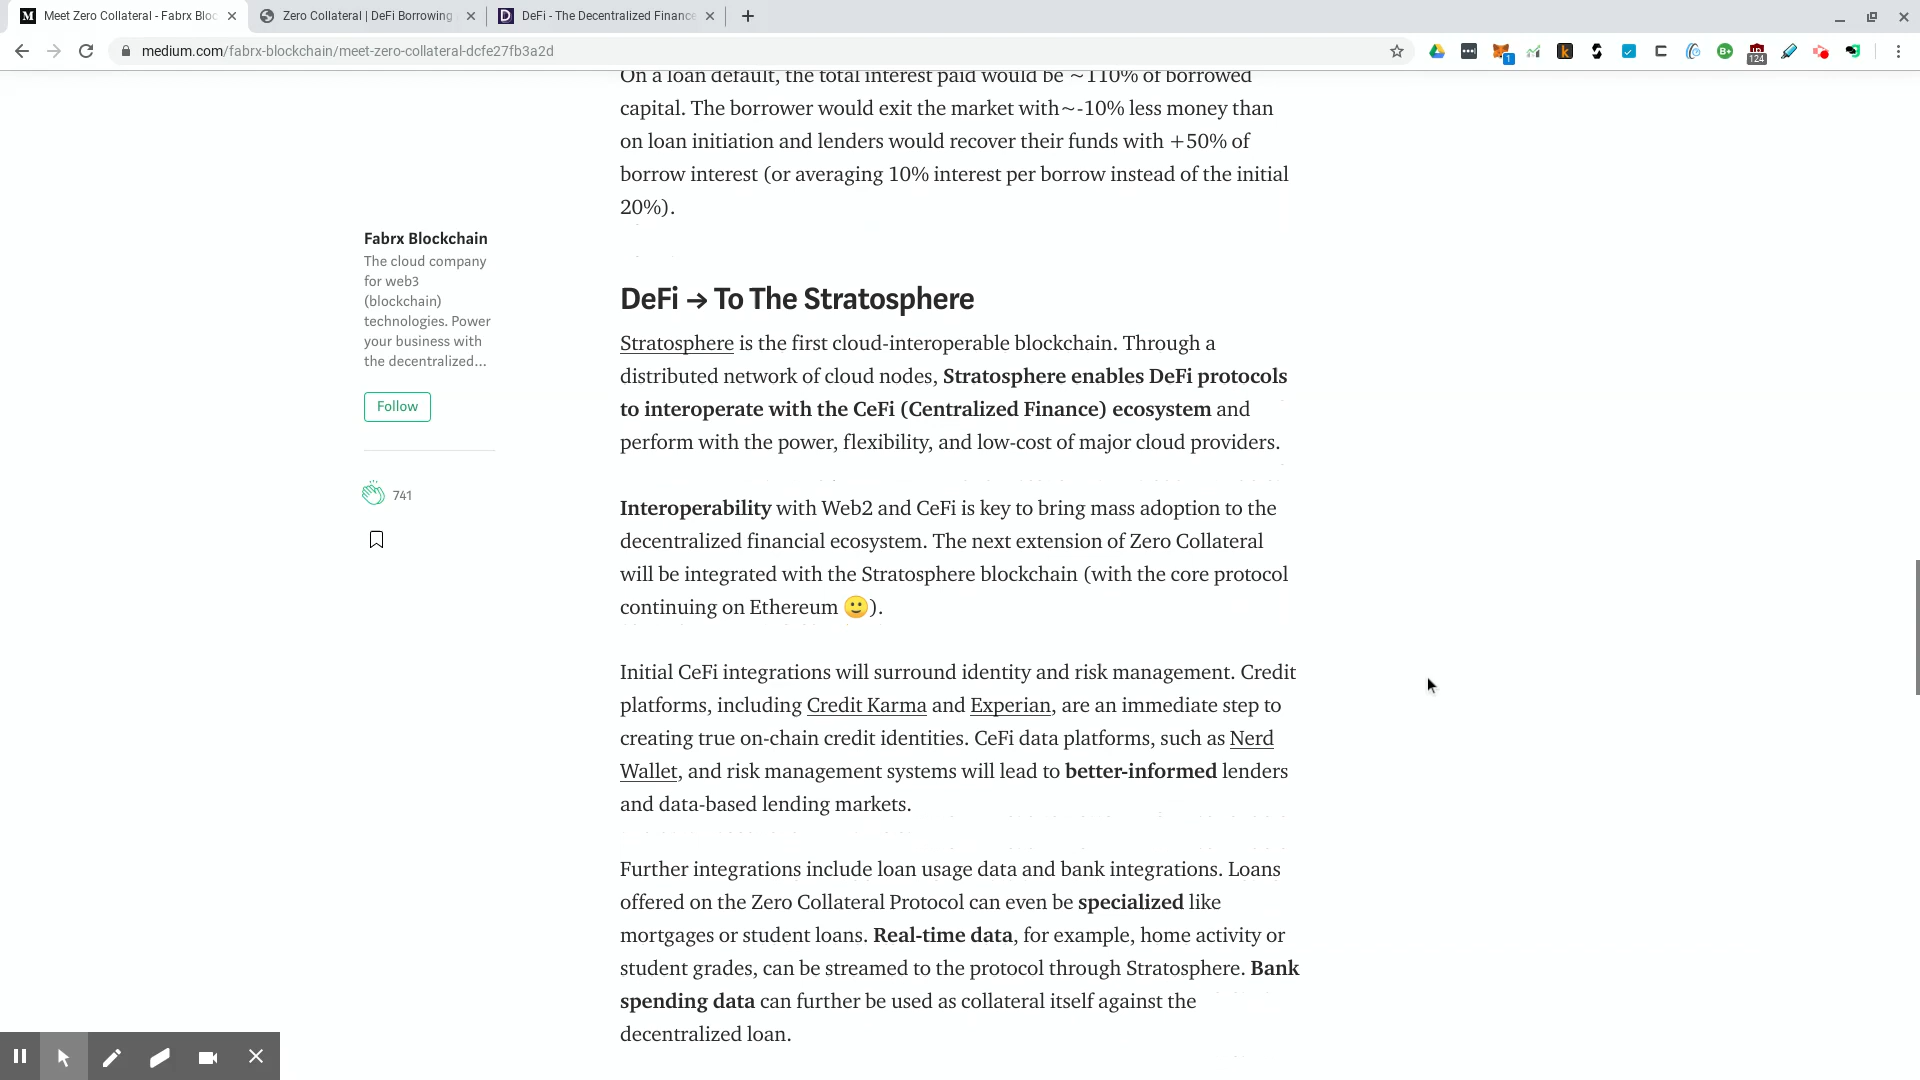 Meet Zero Collateral - Fabrx Bloc
Zero Collateral | DeFi Borrowing
DeFi - The Decentralized Finance
medium.com/fabrx-blockchain/meet-zero-collateral-dcfe27fb3a2d
1
B+
124
On a loan default, the total interest paid would be ~110% of borrowed
capital. The borrower would exit the market with~-10% less money than
on loan initiation and lenders would recover their funds with +50% of
borrow interest (or averaging 10% interest per borrow instead of the initial
20%).
Fabrx Blockchain
The cloud company
for web3
(blockchain)
technologies. Power
your business with
the decentralized...
Follow
741
DeFi → To The Stratosphere
Stratosphere is the first cloud-interoperable blockchain. Through a
distributed network of cloud nodes, Stratosphere enables DeFi protocols
to interoperate with the CeFi (Centralized Finance) ecosystem and
perform with the power, flexibility, and low-cost of major cloud providers.
Interoperability with Web2 and CeFi is key to bring mass adoption to the
decentralized financial ecosystem. The next extension of Zero Collateral
will be integrated with the Stratosphere blockchain (with the core protocol
continuing on Ethereum 🙂).
Initial CeFi integrations will surround identity and risk management. Credit
platforms, including Credit Karma and Experian, are an immediate step to
creating true on-chain credit identities. CeFi data platforms, such as Nerd
Wallet, and risk management systems will lead to better-informed lenders
and data-based lending markets.
Further integrations include loan usage data and bank integrations. Loans
offered on the Zero Collateral Protocol can even be specialized like
mortgages or student loans. Real-time data, for example, home activity or
student grades, can be streamed to the protocol through Stratosphere. Bank
spending data can further be used as collateral itself against the
decentralized loan.